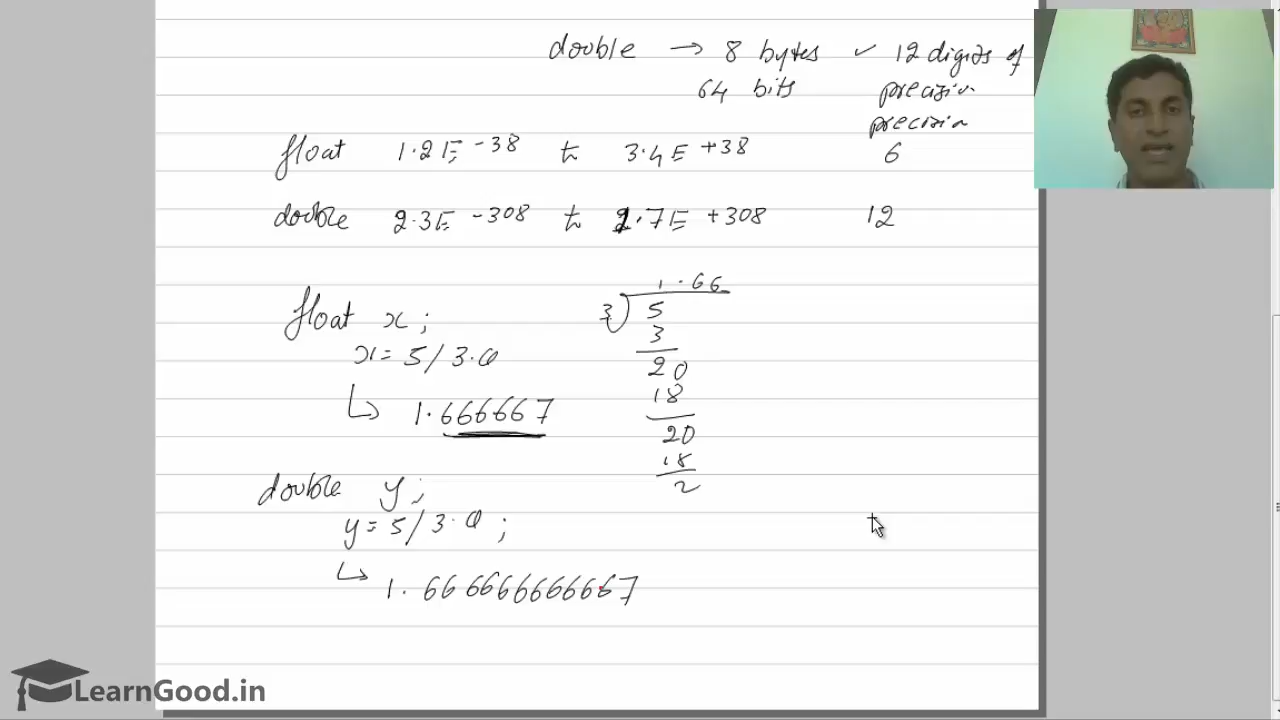 double → 8 bytes ✓ 12 digits of
64 bits precision
precision
float 1.2E-38 to 3.4E+38 6
double 2.3E-308 to 1.7E+308 12
1.66
float x; 3 5
3
x = 5/3.0 20
18
↳ 1.666667 20
18
double y; 2
y = 5/3.0;
↳ 1.666666666667
LearnGood.in